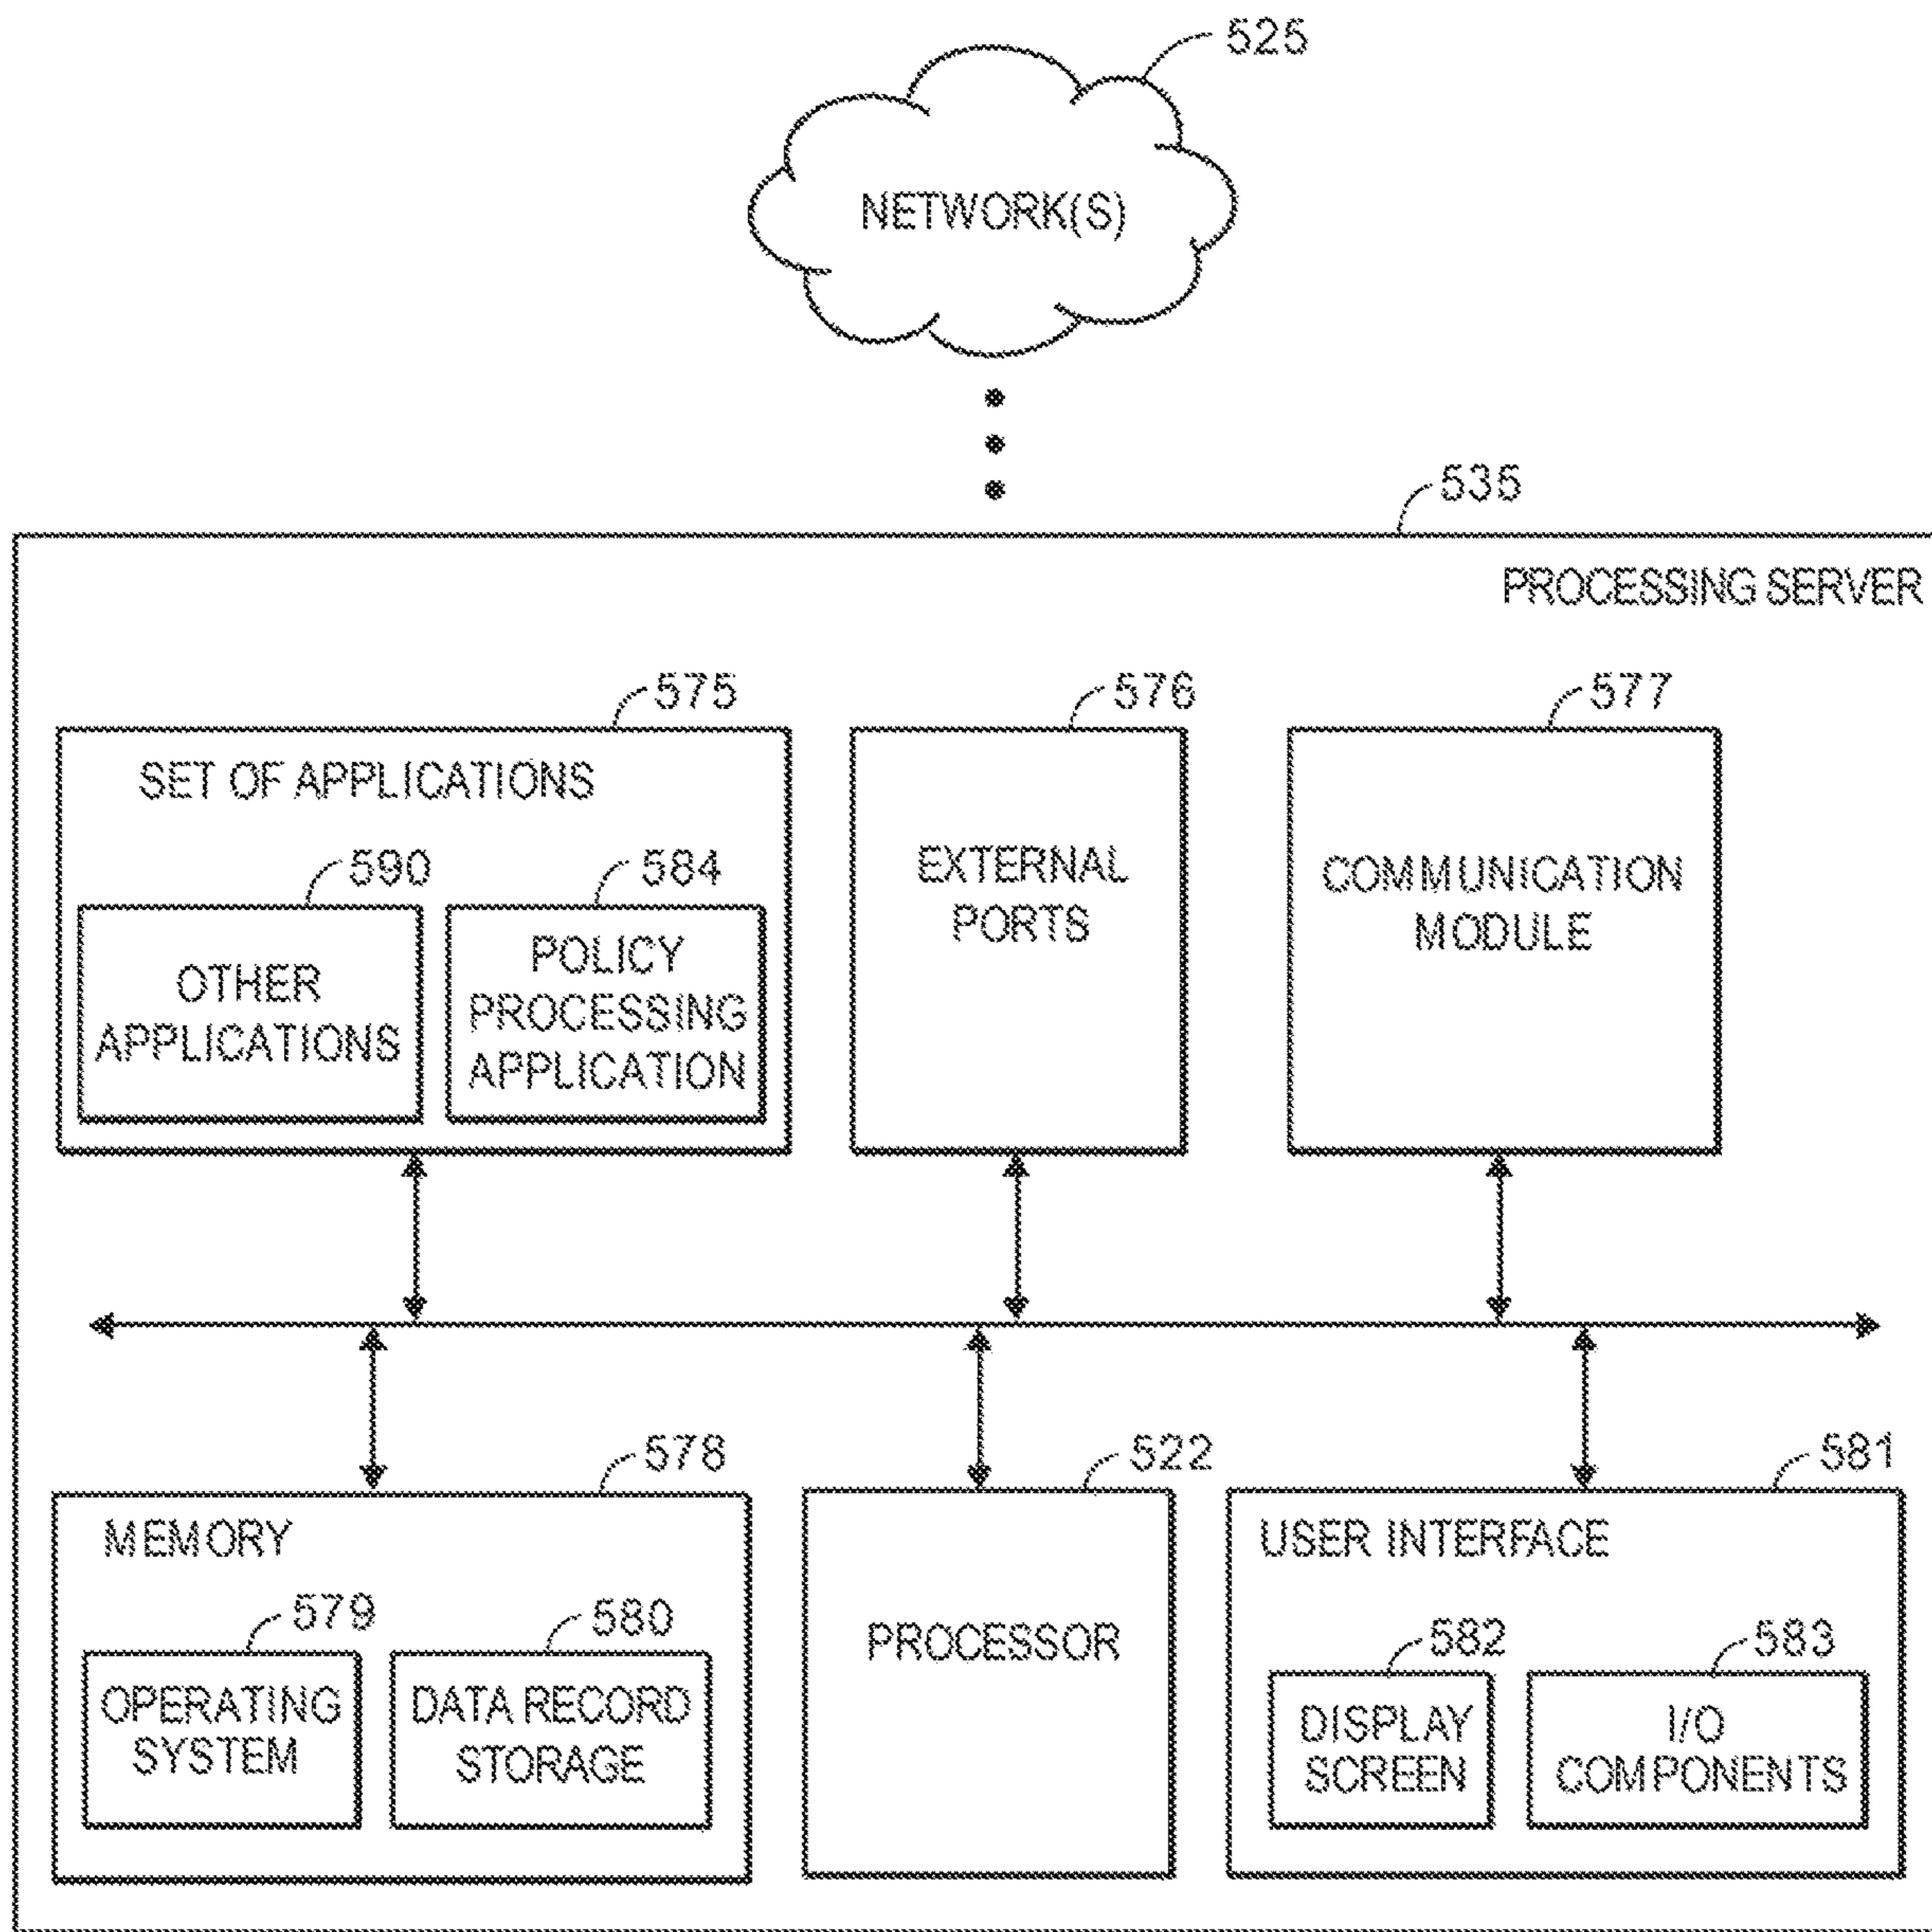 525
NETWORK(S)
535
PROCESSING SERVER
575
576
577
SET OF APPLICATIONS
590
584
OTHER
APPLICATIONS
POLICY
PROCESSING
APPLICATION
EXTERNAL
PORTS
COMMUNICATION
MODULE
578
522
581
MEMORY
579
580
OPERATING
SYSTEM
DATA RECORD
STORAGE
PROCESSOR
USER INTERFACE
582
583
DISPLAY
SCREEN
I/O
COMPONENTS